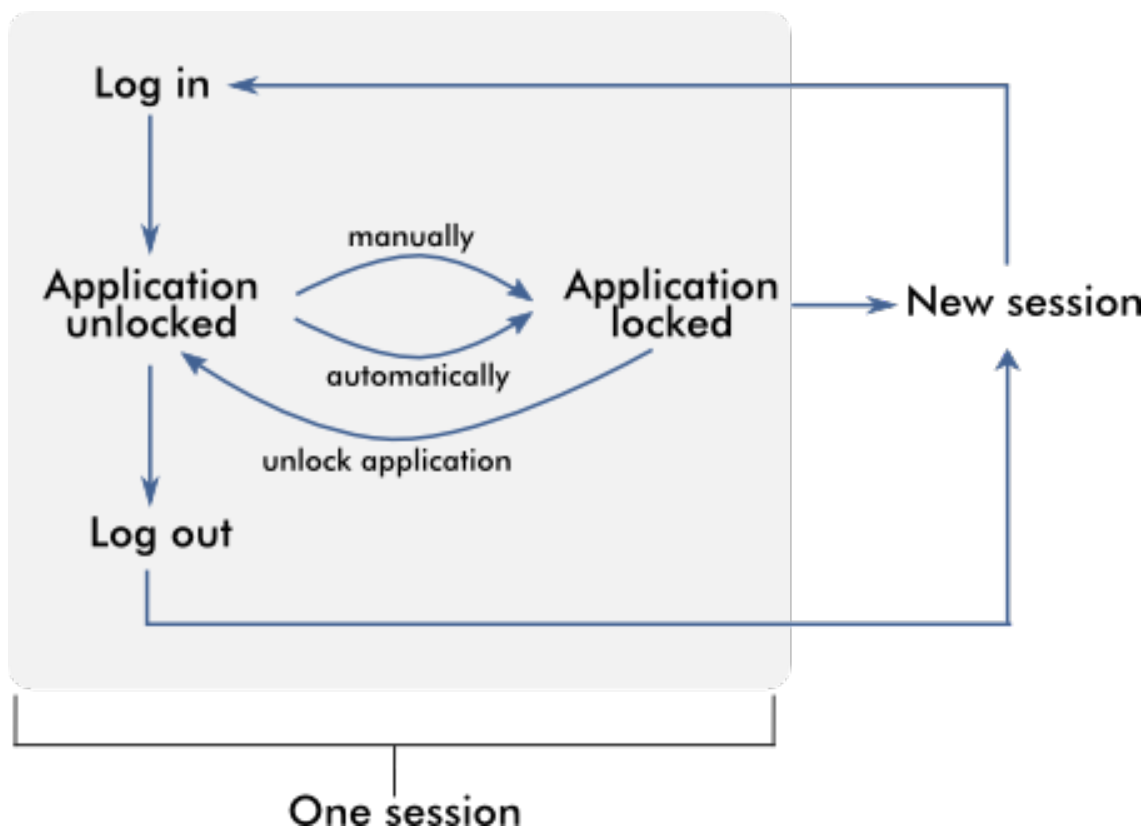 Log in
manually
Application
unlocked
Application
locked
New session
automatically
unlock application
Log out
One session